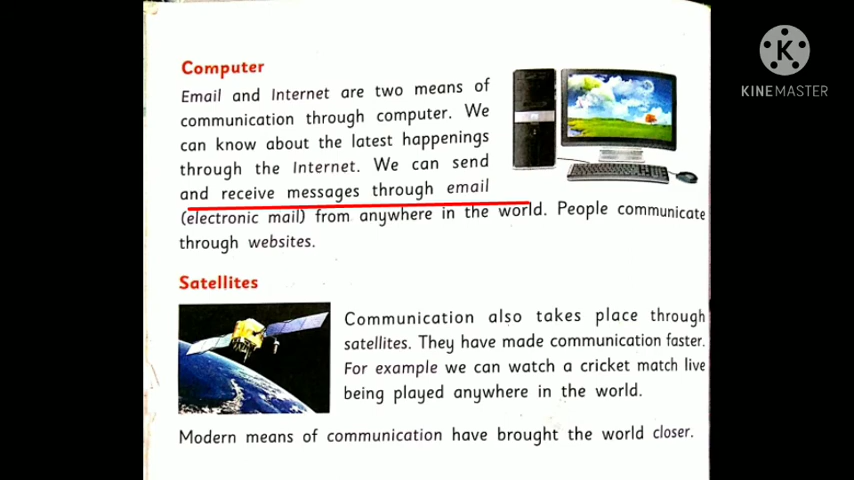 Computer
Email and Internet are two means of
communication through computer. We
can know about the latest happenings
through the Internet. We can send
and receive messages through email
(electronic mail) from anywhere in the world. People communicate
through websites.
Satellites
Communication also takes place through
satellites. They have made communication faster.
For example we can watch a cricket match live
being played anywhere in the world.
Modern means of communication have brought the world closer.
K
KINEMASTER